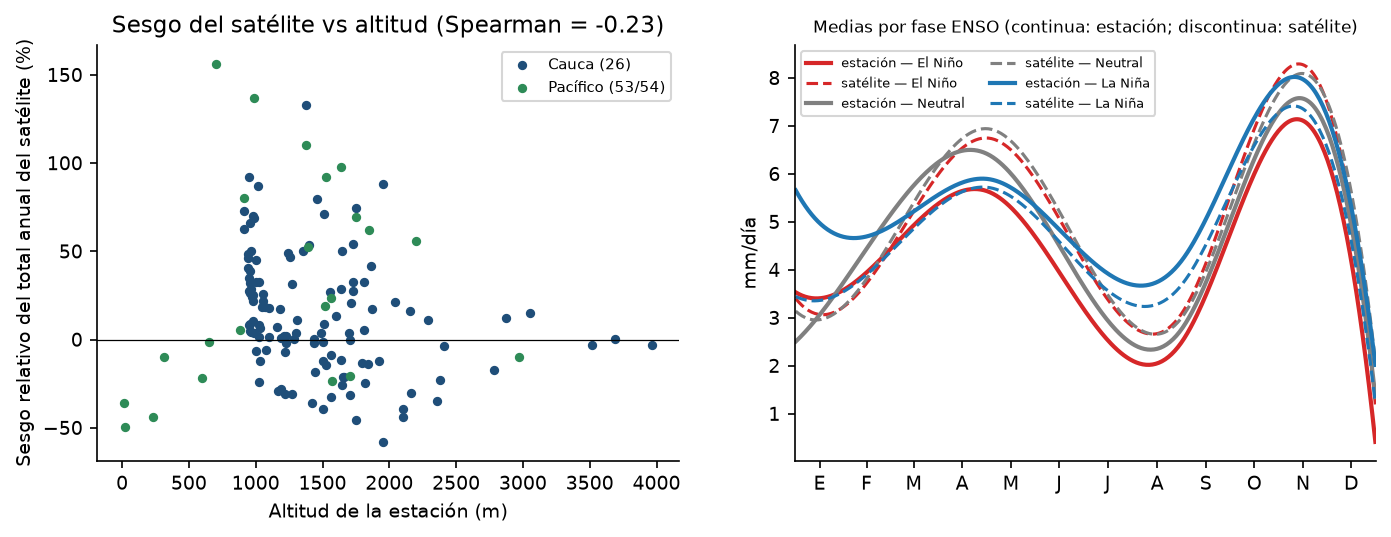 Sesgo del satélite vs altitud (Spearman = -0.23)
Sesgo relativo del total anual del satélite (%)
150
100
50
0
−50
Cauca (26)
Pacífico (53/54)
0 500 1000 1500 2000 2500 3000 3500 4000
Altitud de la estación (m)
Medias por fase ENSO (continua: estación; discontinua: satélite)
mm/día
8
7
6
5
4
3
2
1
estación — El Niño
satélite — El Niño
estación — Neutral
satélite — Neutral
estación — La Niña
satélite — La Niña
E F M A M J J A S O N D